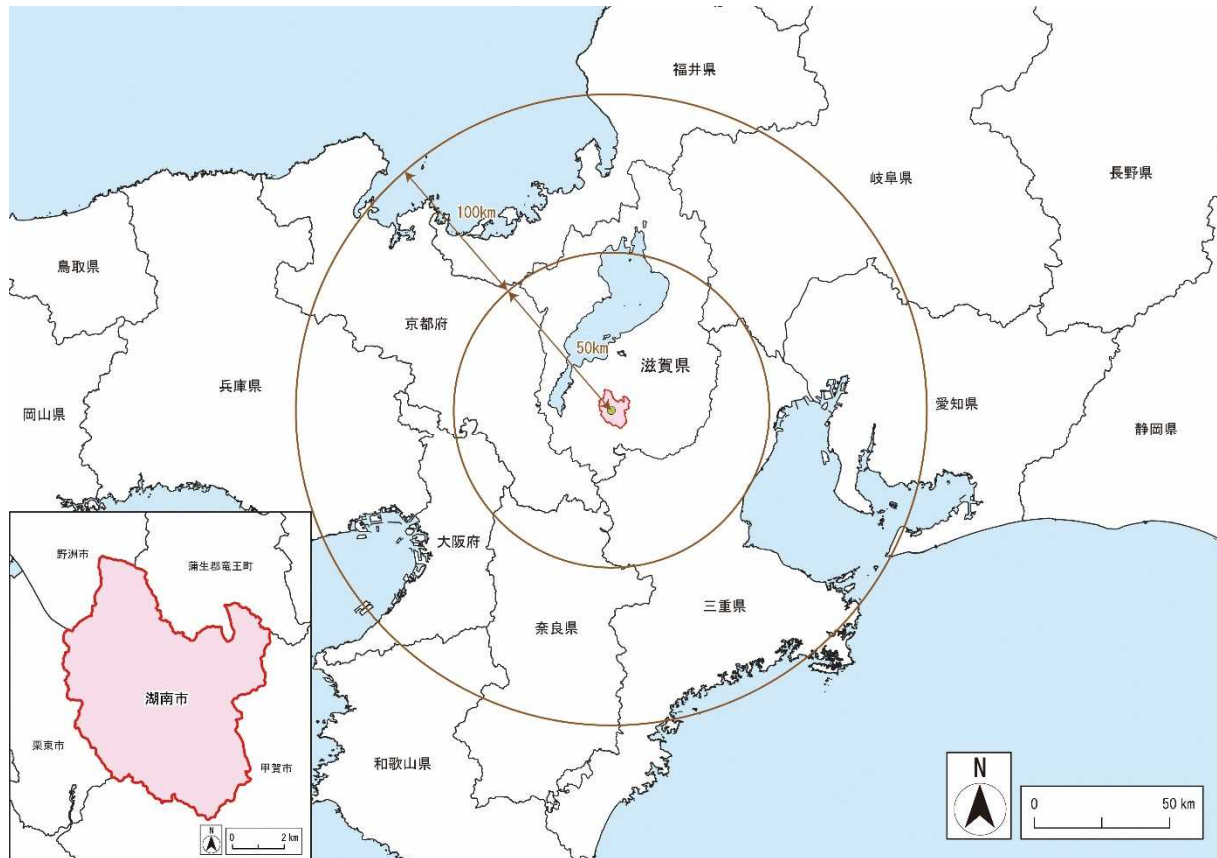 福井県
岐阜県
長野県
100km
鳥取県
京都府
50km
滋賀県
兵庫県
岡山県
愛知県
静岡県
大阪府
三重県
奈良県
和歌山県
野洲市
蒲生郡竜王町
湖南市
栗東市
甲賀市
N
0 2 km
N
0 50 km